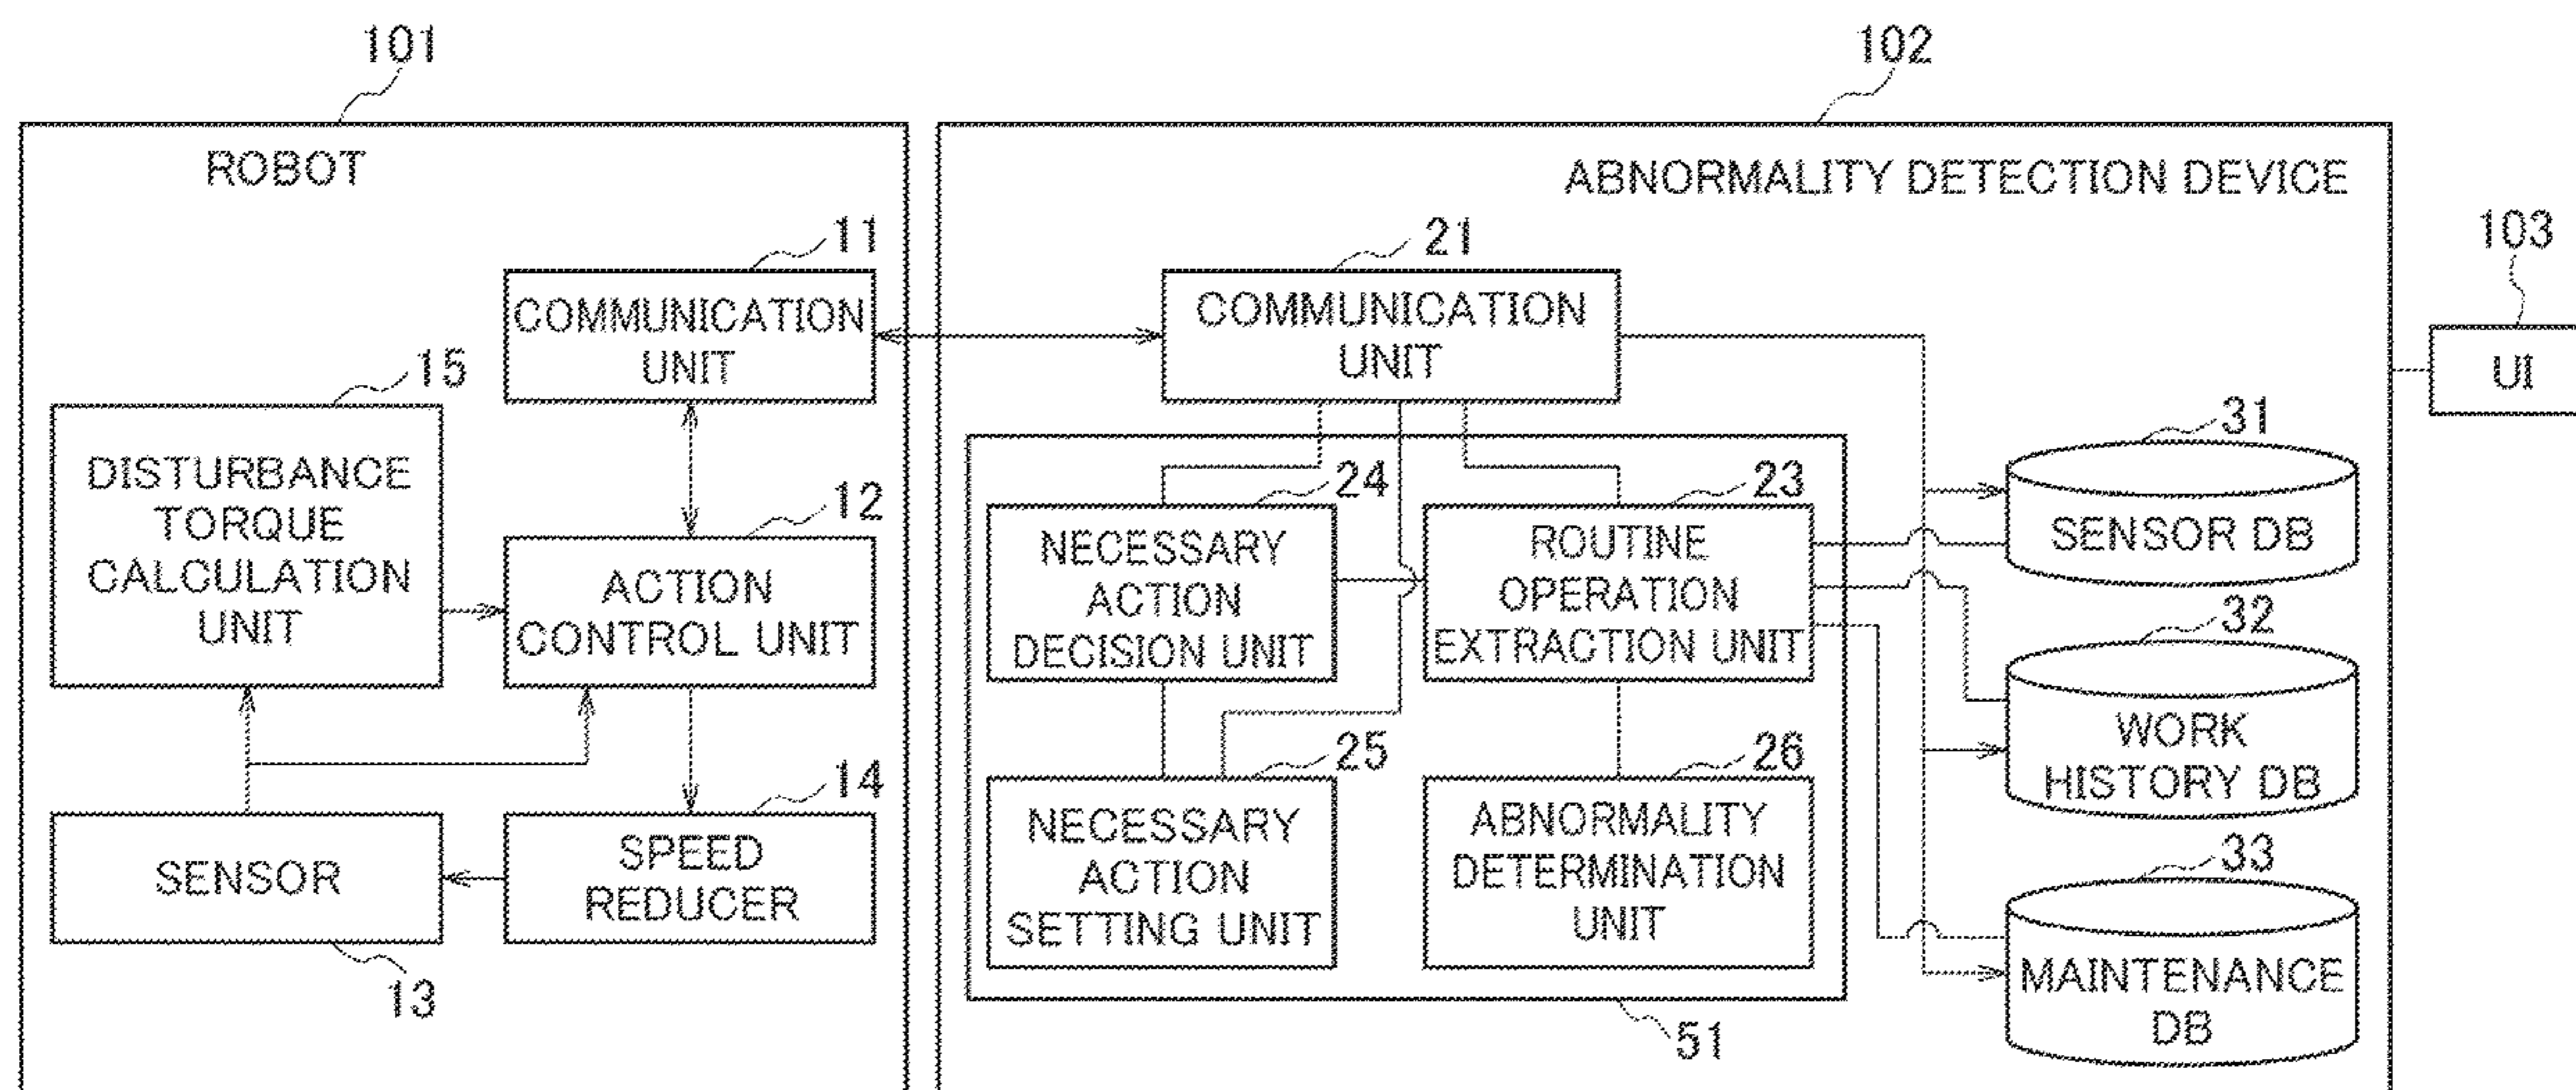 101
102
ROBOT
ABNORMALITY DETECTION DEVICE
103
UI
11
COMMUNICATION
UNIT
21
COMMUNICATION
UNIT
15
DISTURBANCE
TORQUE
CALCULATION
UNIT
12
ACTION
CONTROL UNIT
13
SENSOR
14
SPEED
REDUCER
24
NECESSARY
ACTION
DECISION UNIT
23
ROUTINE
OPERATION
EXTRACTION UNIT
25
NECESSARY
ACTION
SETTING UNIT
26
ABNORMALITY
DETERMINATION
UNIT
51
31
SENSOR DB
32
WORK
HISTORY DB
33
MAINTENANCE
DB